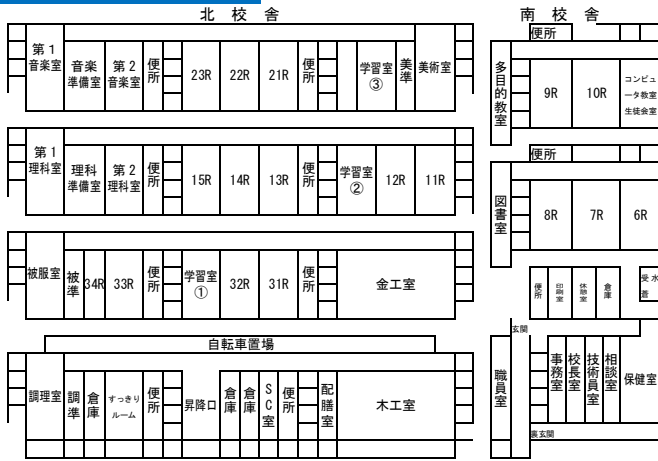 北 校 舎
第１
音楽室
音楽
準備室
第２
音楽室
便所
23R
22R
21R
便所
学習室
③
美準
美術室
第１
理科室
理科
準備室
第２
理科室
便所
15R
14R
13R
便所
学習室
②
12R
11R
被服室
被準
34R
33R
便所
学習室
①
32R
31R
便所
金工室
自転車置場
調理室
調準
倉庫
すっきり
ルーム
便所
昇降口
倉庫
倉庫
SC室
便所
配膳室
木工室
南 校 舎
便所
多目的教室
9R
10R
コンピュ
ータ教室
生徒会室
便所
図書室
8R
7R
6R
便所
印刷室
休憩室
倉庫
受水
玄関
職員室
事務室
校長室
技術員室
相談室
保健室
裏玄関